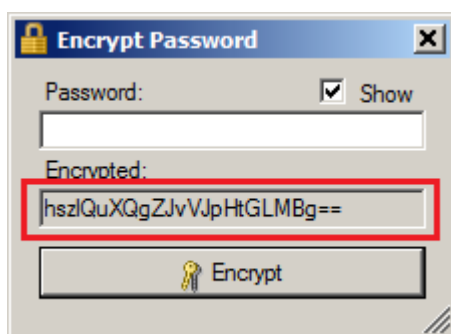 Encrypt Password
Password:
Show
Encrypted:
hszlQuXQgZJvVJpHtGLMBg==
Encrypt